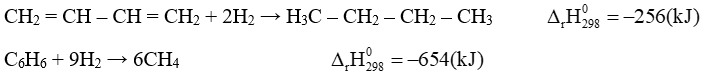 CH₂ = CH – CH = CH₂ + 2H₂ → H₃C – CH₂ – CH₂ – CH₃ ΔᵣH⁰₂₉₈ = –256(kJ)
C₆H₆ + 9H₂ → 6CH₄ ΔᵣH⁰₂₉₈ = –654(kJ)